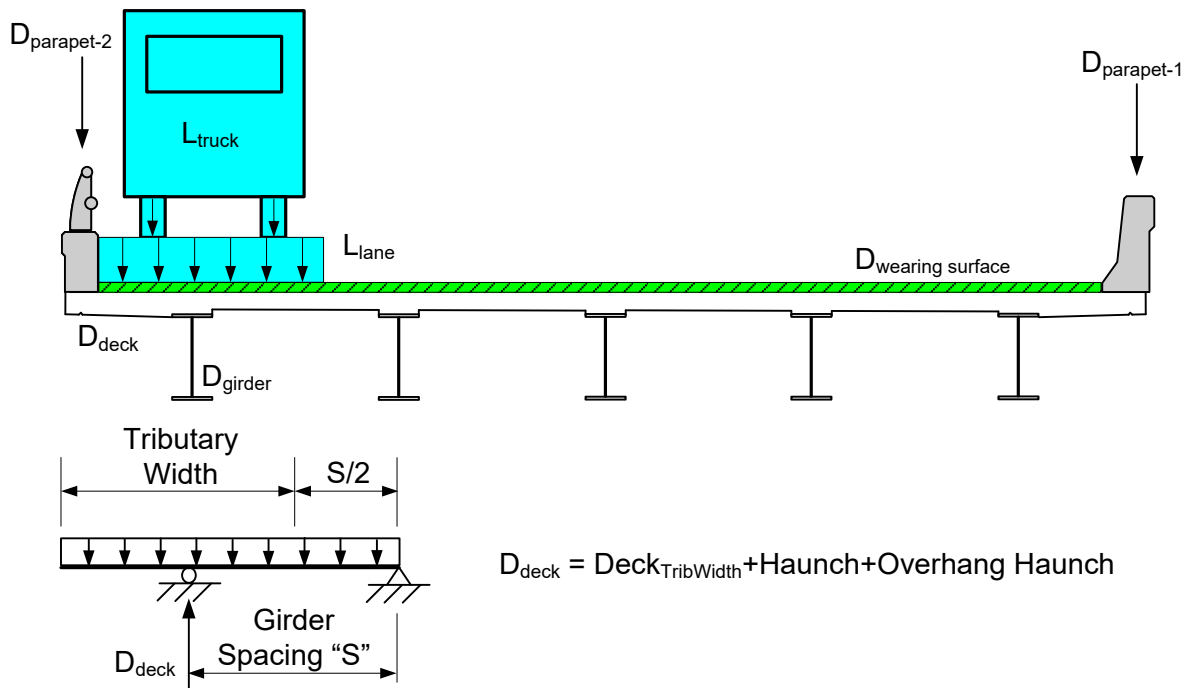 Dparapet-2
Dparapet-1
Ltruck
Llane
Dwearing surface
Ddeck
Dgirder
Tributary
Width
S/2
Ddeck = DeckTribWidth+Haunch+Overhang Haunch
Girder
Spacing “S”
Ddeck